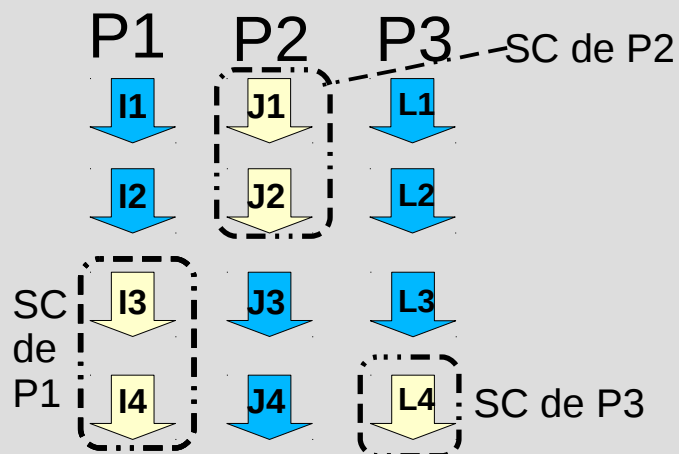 P1 P2 P3
SC de P2
I1 J1 L1
I2 J2 L2
I3 J3 L3
SC
de
P1
I4 J4 L4
SC de P3